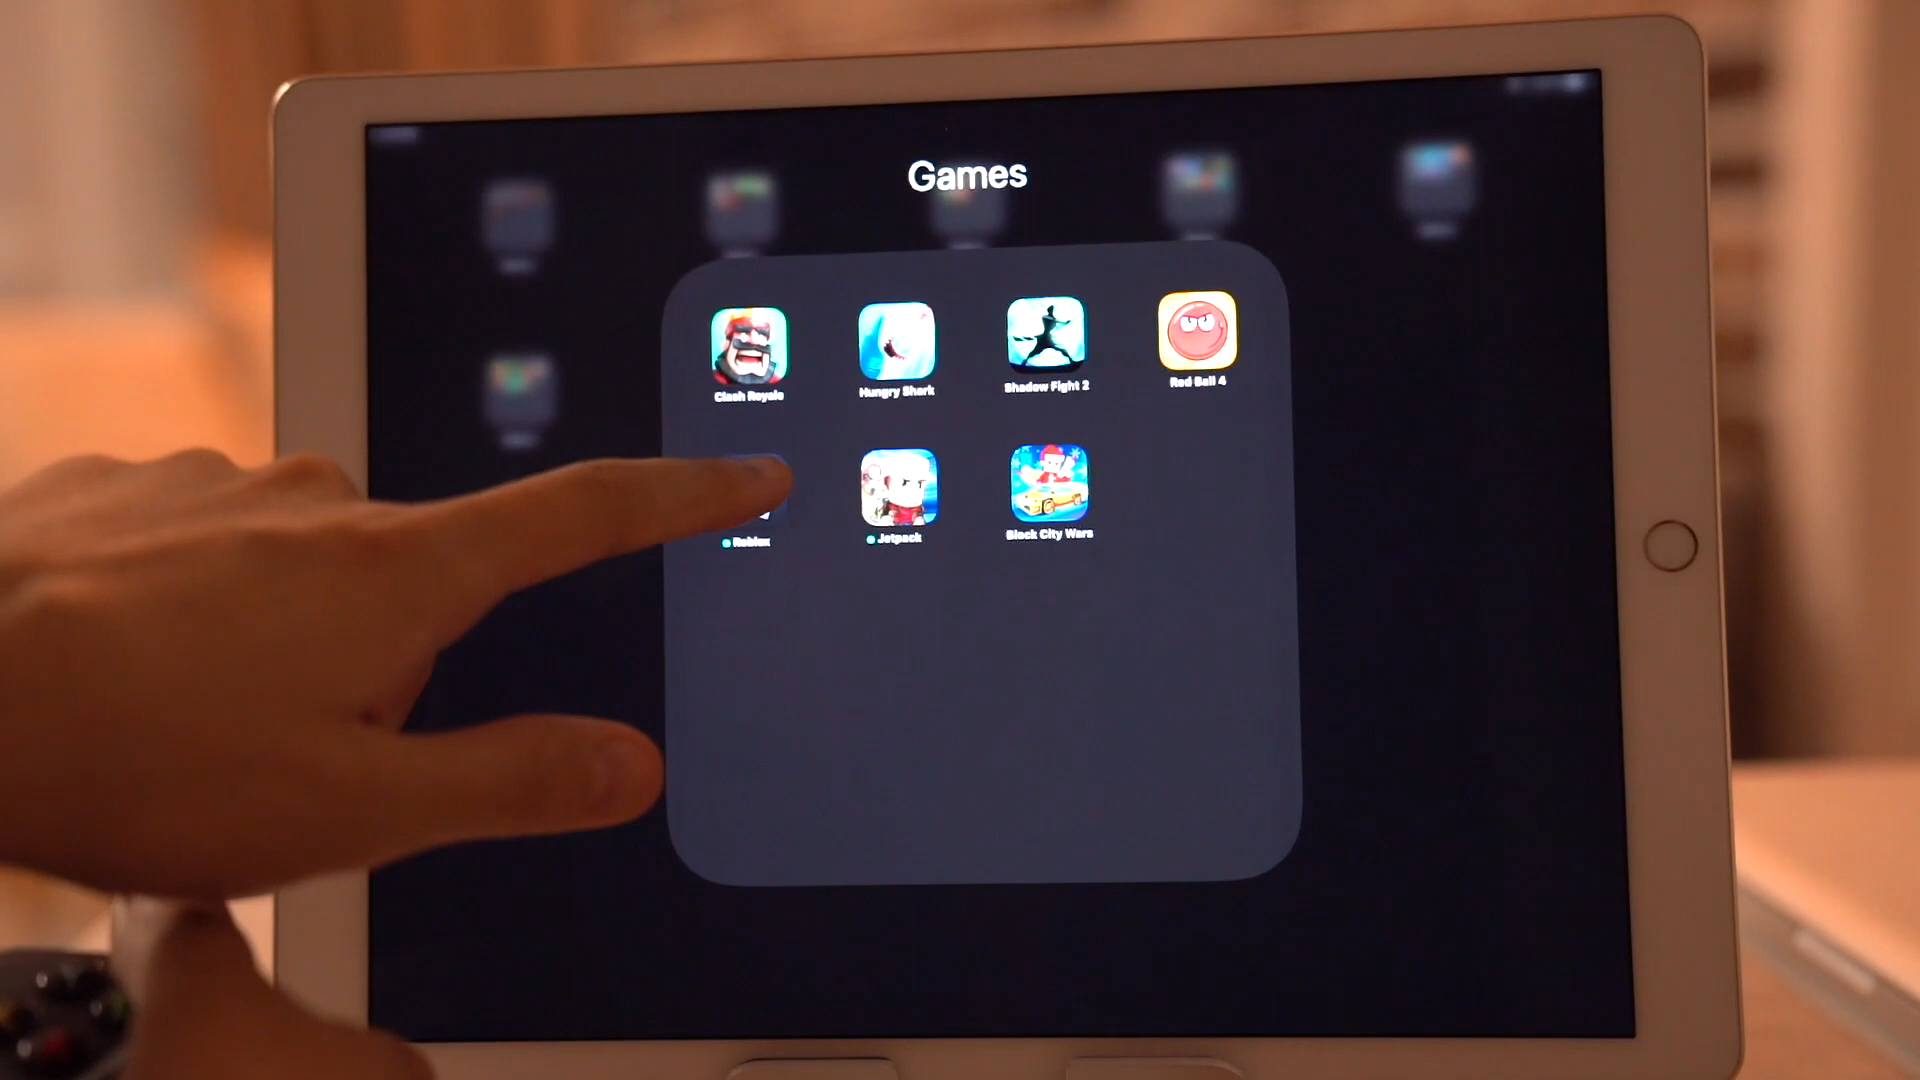 Games
Clash Royale
Hungry Shark
Shadow Fight 2
Red Ball 4
Roblox
Jetpack
Block City Wars